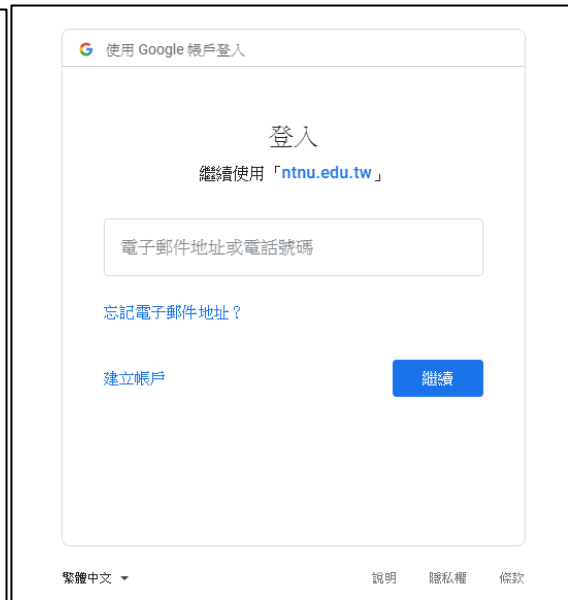 使用 Google 帳戶登入
登入
繼續使用「ntnu.edu.tw」
電子郵件地址或電話號碼
忘記電子郵件地址？
建立帳戶 繼續
繁體中文 說明 隱私權 條款